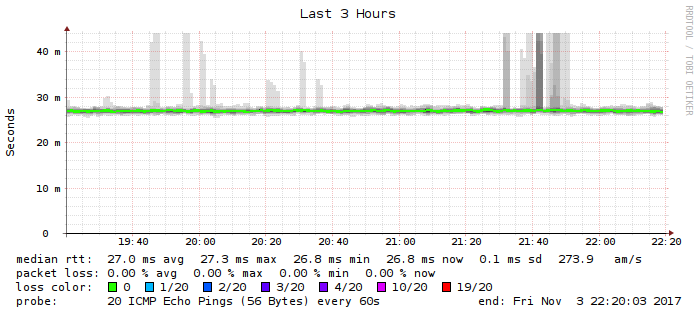 Last 3 Hours
RRDTOOL / TOBI OETIKER
Seconds
40 m
30 m
20 m
10 m
0
19:40 20:00 20:20 20:40 21:00 21:20 21:40 22:00 22:20
median rtt: 27.0 ms avg 27.3 ms max 26.8 ms min 26.8 ms now 0.1 ms sd 273.9 am/s
packet loss: 0.00 % avg 0.00 % max 0.00 % min 0.00 % now
loss color: 0 1/20 2/20 3/20 4/20 10/20 19/20
probe: 20 ICMP Echo Pings (56 Bytes) every 60s end: Fri Nov 3 22:20:03 2017